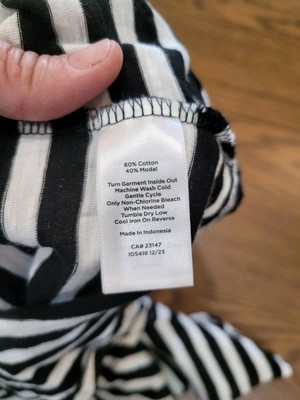 60% Cotton
40% Modal
Turn Garment Inside Out
Machine Wash Cold
Gentle Cycle
Only Non-Chlorine Bleach
When Needed
Tumble Dry Low
Cool Iron On Reverse
Made In Indonesia
CA# 23147
IDS418 12/23